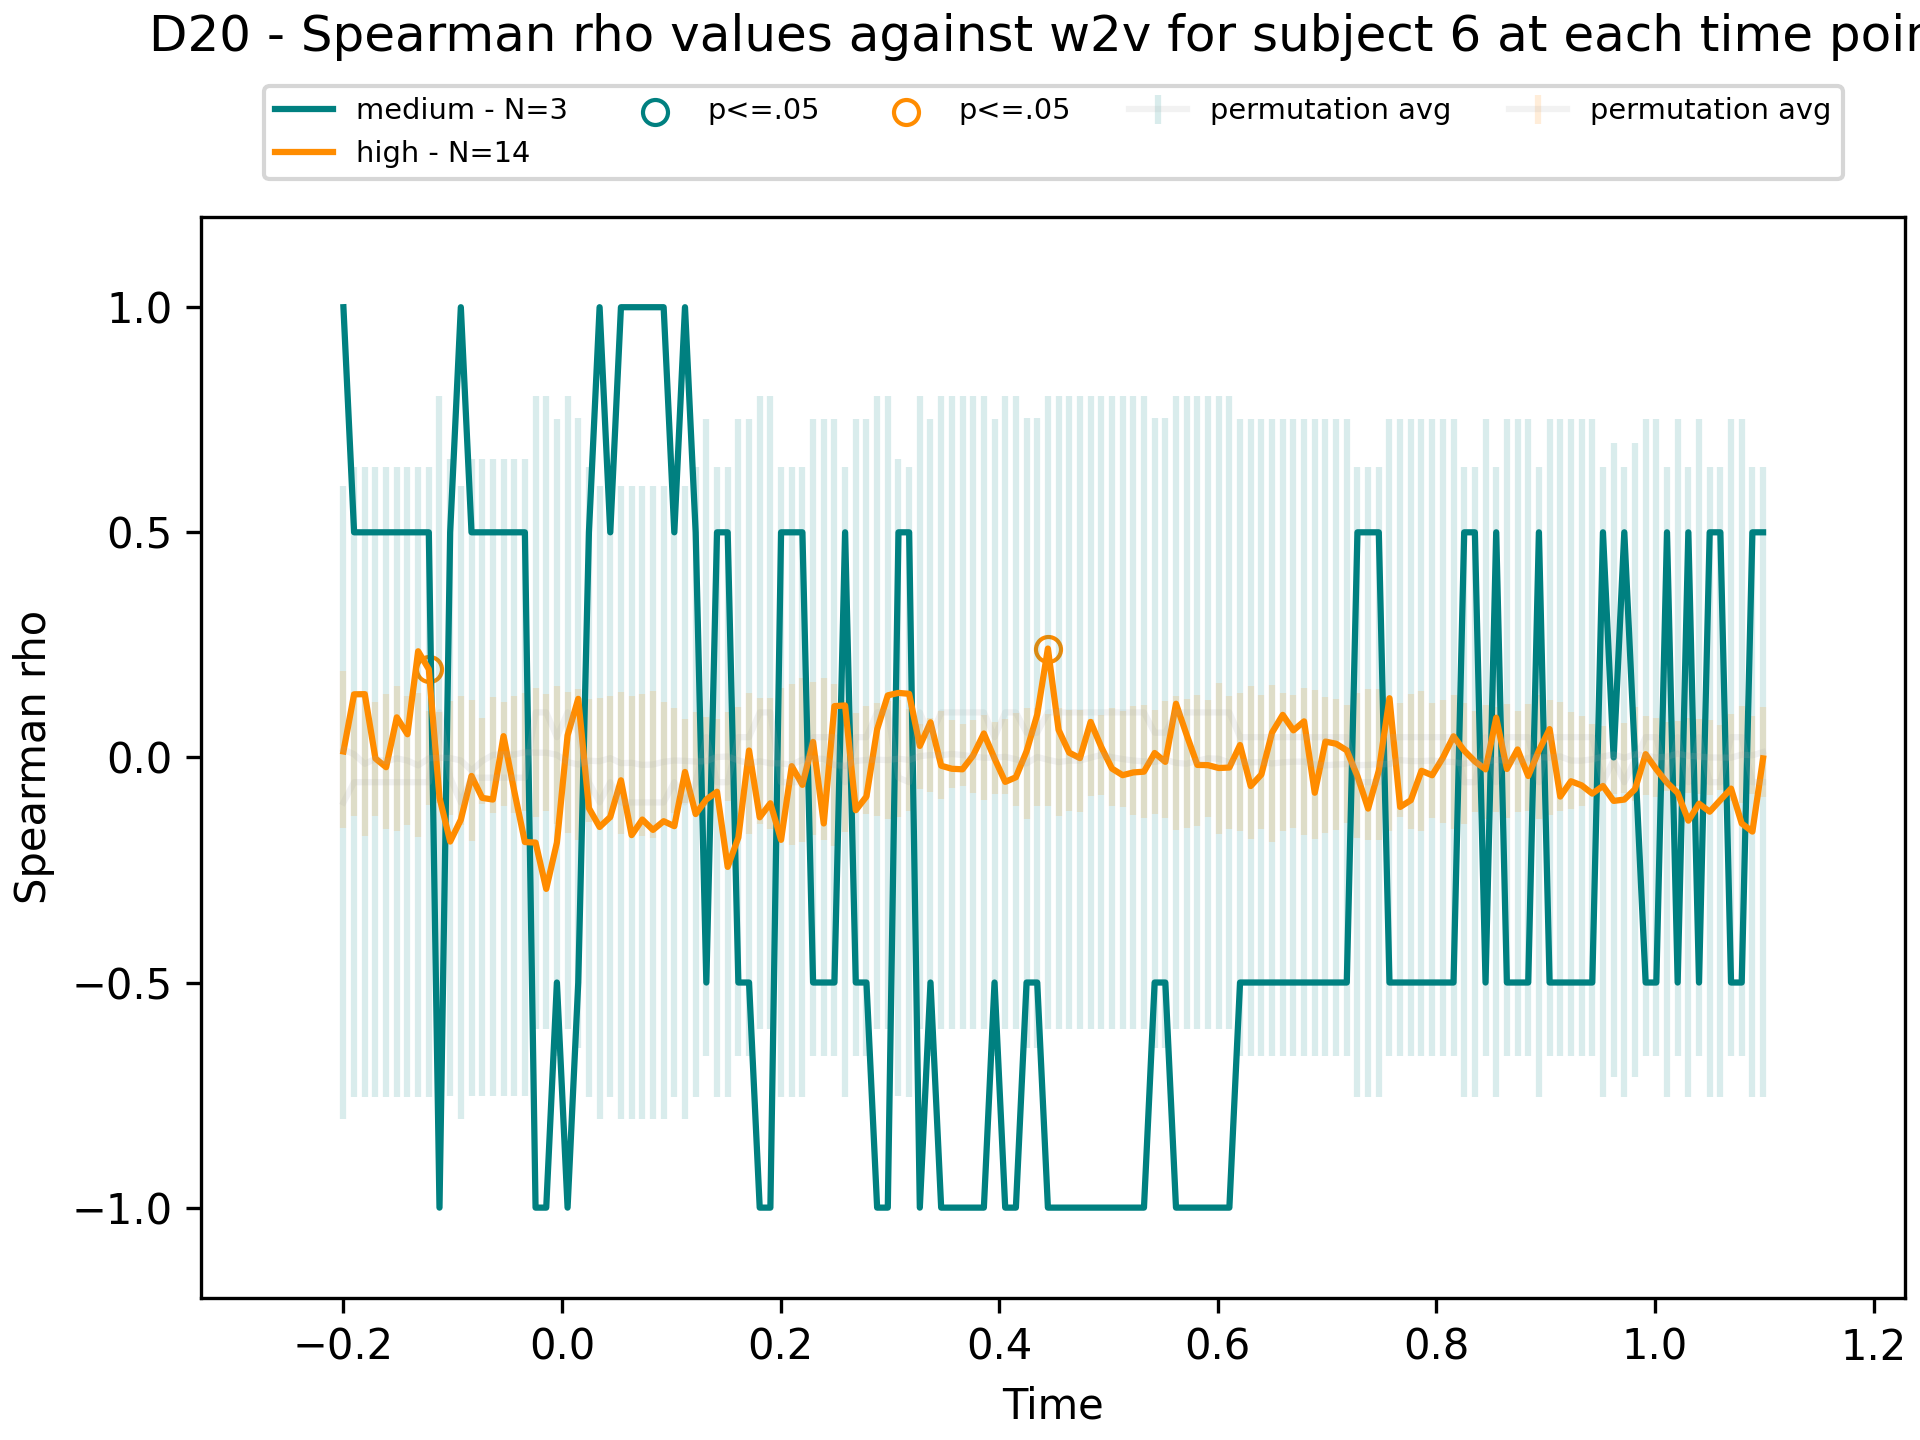 D20 - Spearman rho values against w2v for subject 6 at each time poin
medium - N=3
high - N=14
p<=.05
p<=.05
permutation avg
permutation avg
1.0
0.5
0.0
−0.5
−1.0
Spearman rho
−0.2
0.0
0.2
0.4
0.6
0.8
1.0
1.2
Time